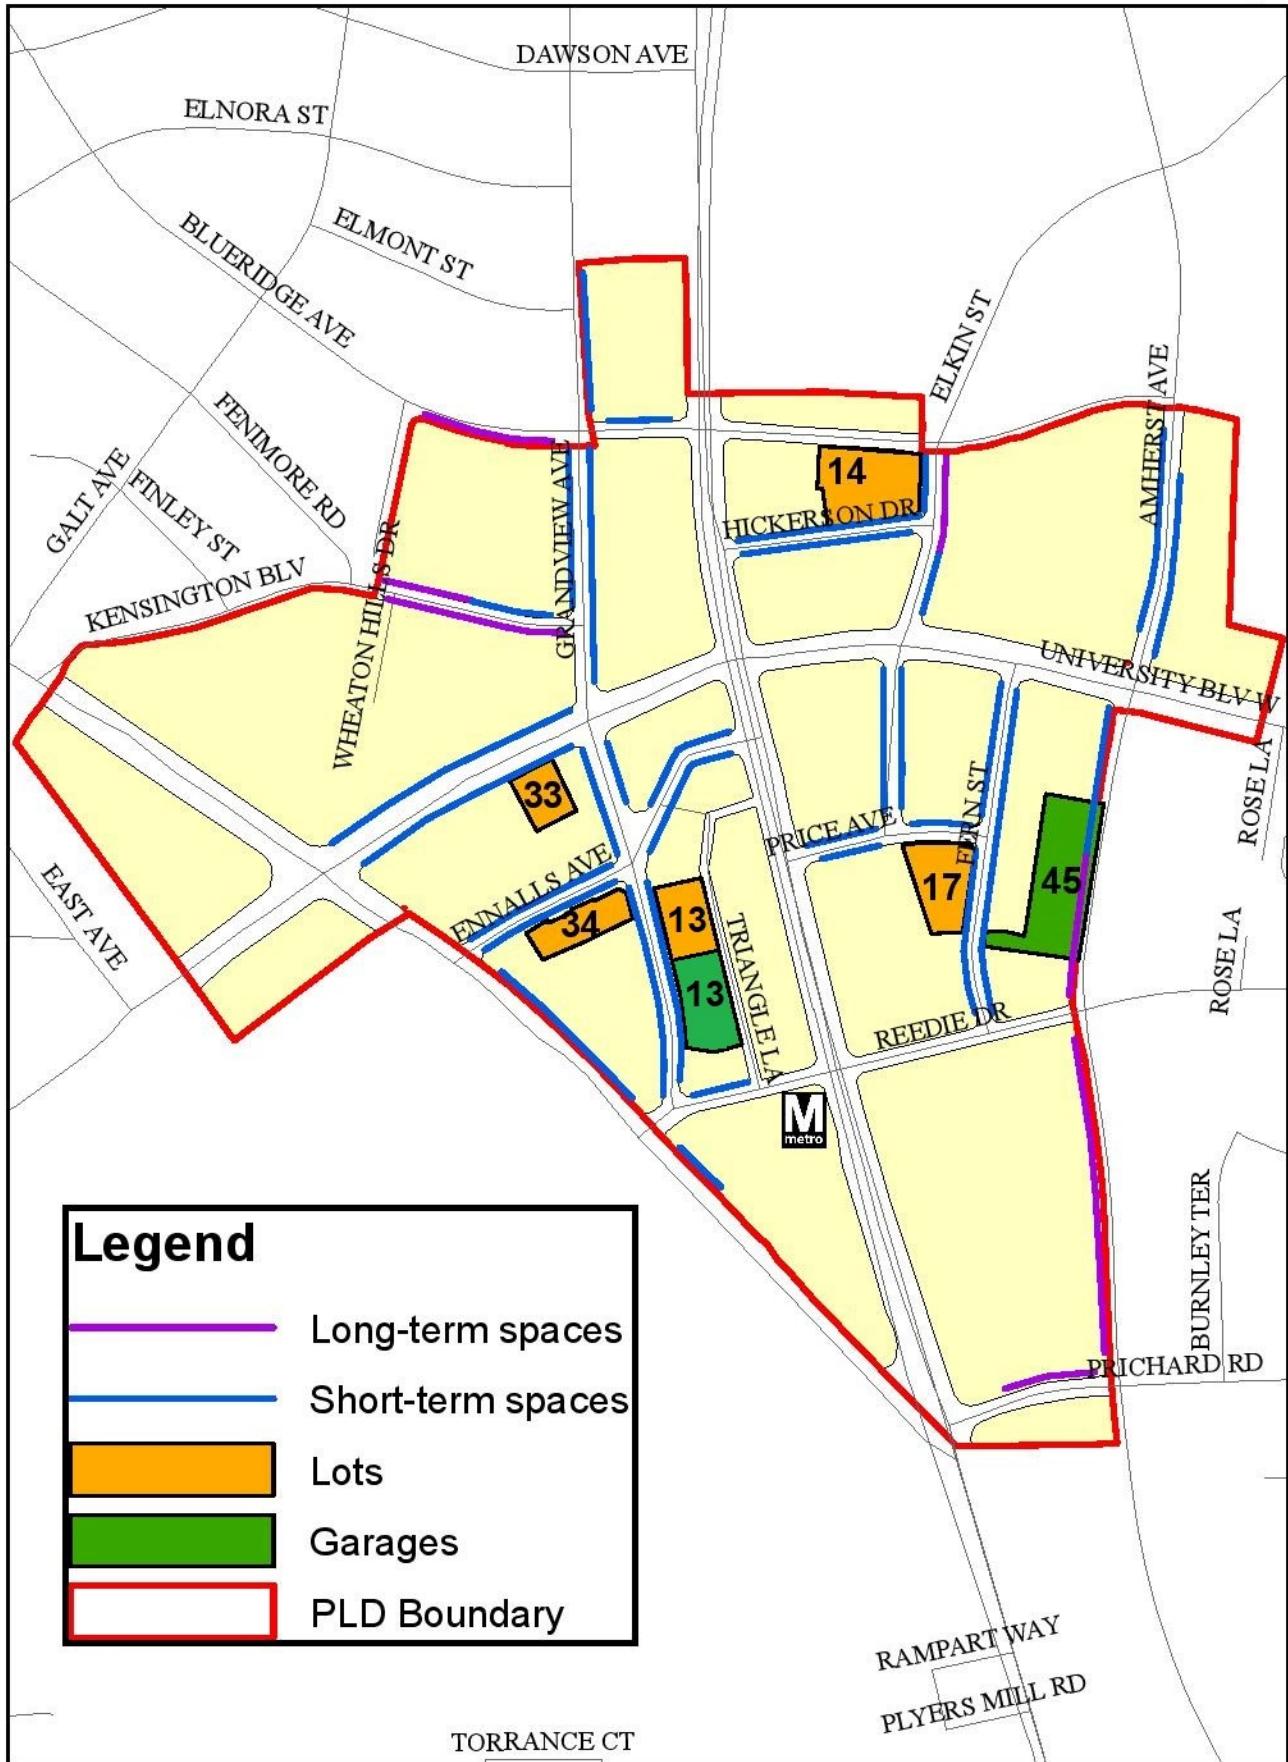 DAWSON AVE
ELNORA ST
ELMONT ST
BLUERIDGE AVE
ELKIN ST
AMHERST AVE
FENIMORE RD
GALT AVE
FINLEY ST
14
HICKERSON DR
GRANDVIEW AVE
KENSINGTON BLV
WHEATON HILLS DR
UNIVERSITY BLV W
ROSE LA
33
PRICE AVE
FERN ST
17
45
EAST AVE
ENNALLS AVE
34
13
13
TRIANGLE LA
ROSE LA
REEDIE DR
M
metro
BURNLEY TER
PRICHARD RD
Legend
Long-term spaces
Short-term spaces
Lots
Garages
PLD Boundary
RAMPART WAY
PLYERS MILL RD
TORRANCE CT